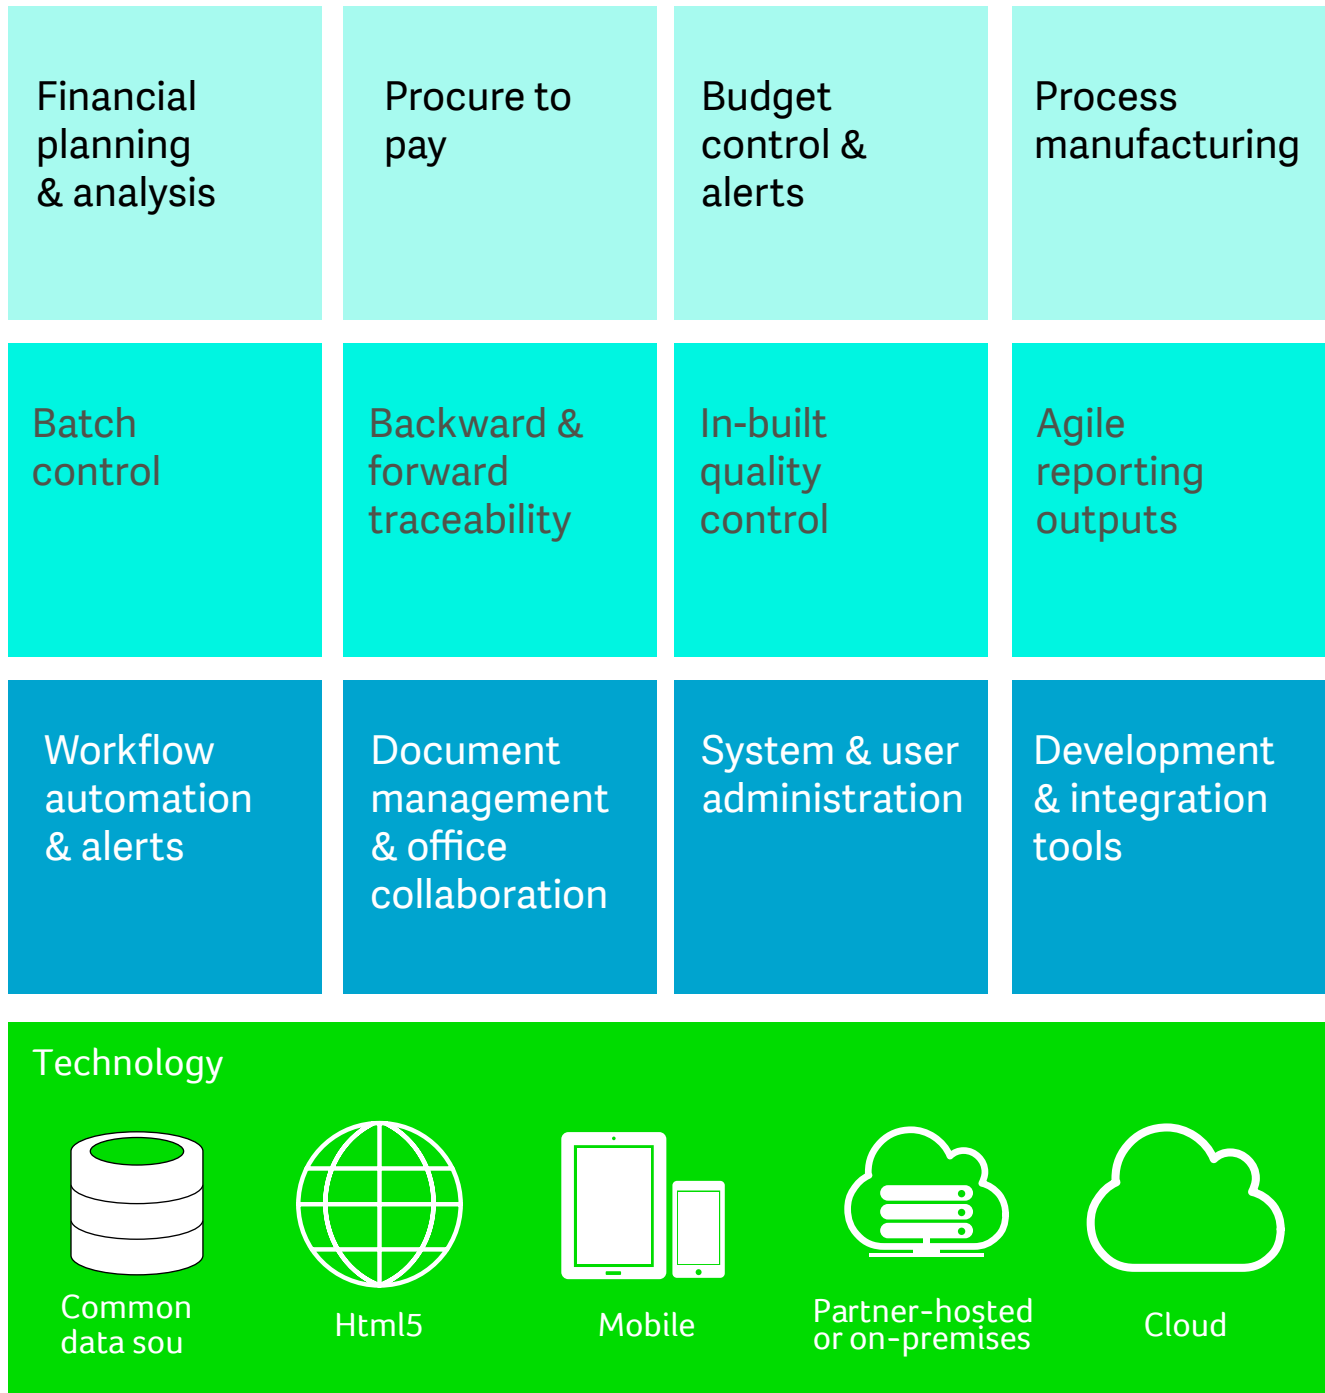 Financial
planning
& analysis
Procure to
pay
Budget
control &
alerts
Process
manufacturing
Batch
control
Backward &
forward
traceability
In-built
quality
control
Agile
reporting
outputs
Workflow
automation
& alerts
Document
management
& office
collaboration
System & user
administration
Development
& integration
tools
Technology
Common
data sou
Html5
Mobile
Partner-hosted
or on-premises
Cloud